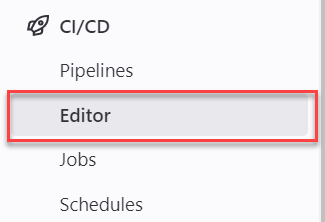 CI/CD
Pipelines
Editor
Jobs
Schedules